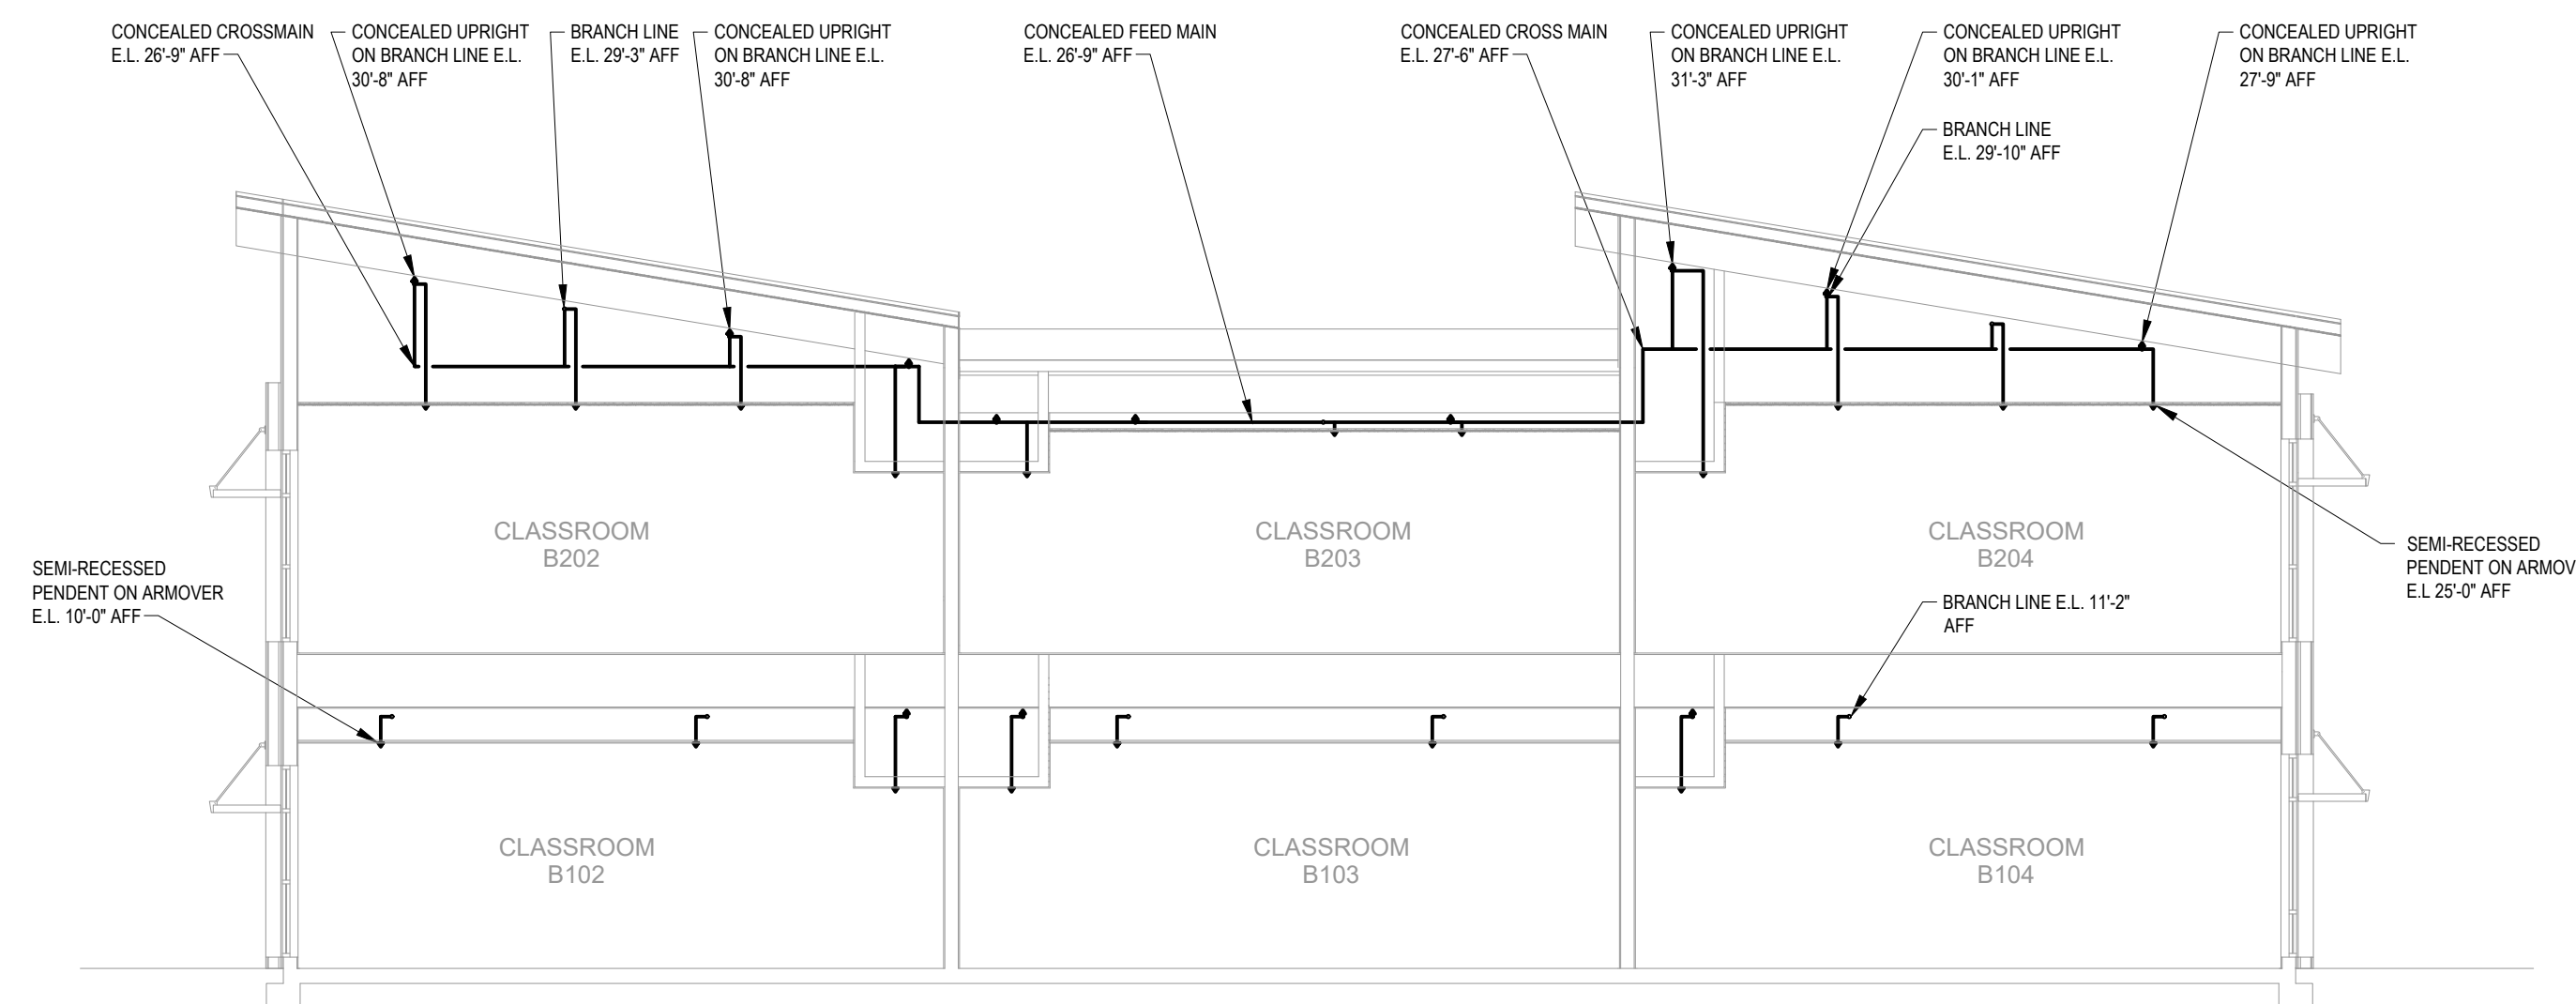 CONCEALED CROSSMAIN
E.L. 26'-9" AFF
CONCEALED UPRIGHT
ON BRANCH LINE E.L.
30'-8" AFF
BRANCH LINE
E.L. 29'-3" AFF
CONCEALED UPRIGHT
ON BRANCH LINE E.L.
30'-8" AFF
CONCEALED FEED MAIN
E.L. 26'-9" AFF
CONCEALED CROSS MAIN
E.L. 27'-6" AFF
CONCEALED UPRIGHT
ON BRANCH LINE E.L.
31'-3" AFF
CONCEALED UPRIGHT
ON BRANCH LINE E.L.
30'-1" AFF
CONCEALED UPRIGHT
ON BRANCH LINE E.L.
27'-9" AFF
BRANCH LINE
E.L. 29'-10" AFF
CLASSROOM
B202
CLASSROOM
B203
CLASSROOM
B204
SEMI-RECESSED
PENDENT ON ARMOVER
E.L. 10'-0" AFF
SEMI-RECESSED
PENDENT ON ARMOV
E.L 25'-0" AFF
BRANCH LINE E.L. 11'-2"
AFF
CLASSROOM
B102
CLASSROOM
B103
CLASSROOM
B104